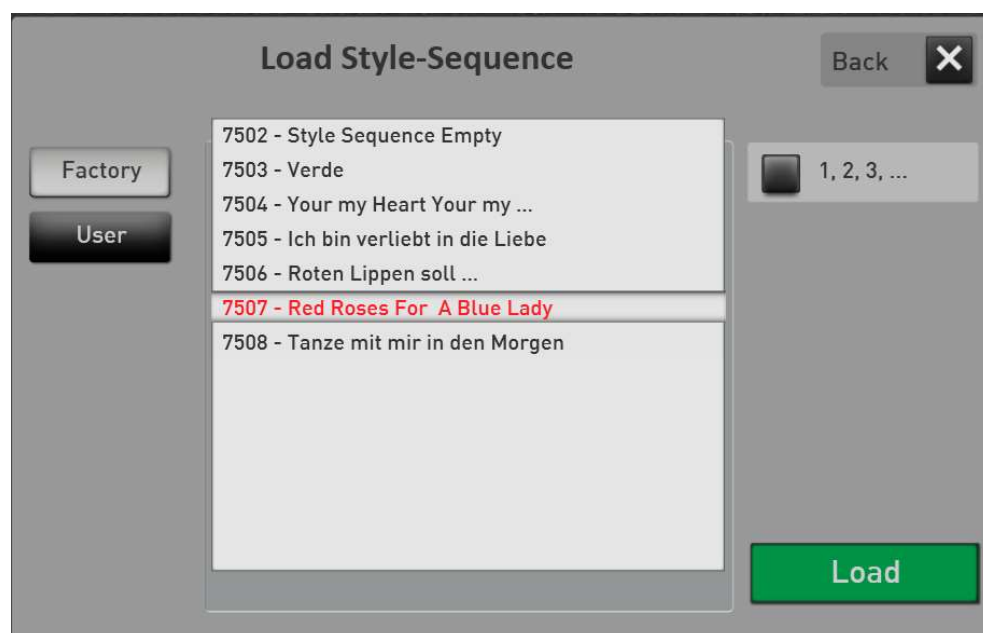 Load Style-Sequence
Back
Factory
User
7502 - Style Sequence Empty
7503 - Verde
7504 - Your my Heart Your my ...
7505 - Ich bin verliebt in die Liebe
7506 - Roten Lippen soll ...
7507 - Red Roses For  A Blue Lady
7508 - Tanze mit mir in den Morgen
1, 2, 3, ...
Load